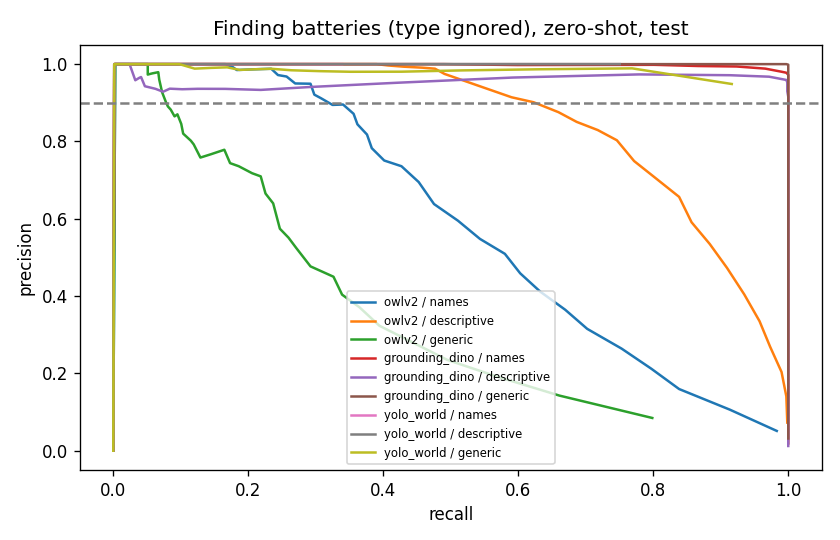 Finding batteries (type ignored), zero-shot, test
1.0
0.8
0.6
0.4
0.2
0.0
precision
owlv2 / names
owlv2 / descriptive
owlv2 / generic
grounding_dino / names
grounding_dino / descriptive
grounding_dino / generic
yolo_world / names
yolo_world / descriptive
yolo_world / generic
0.0 0.2 0.4 0.6 0.8 1.0
recall